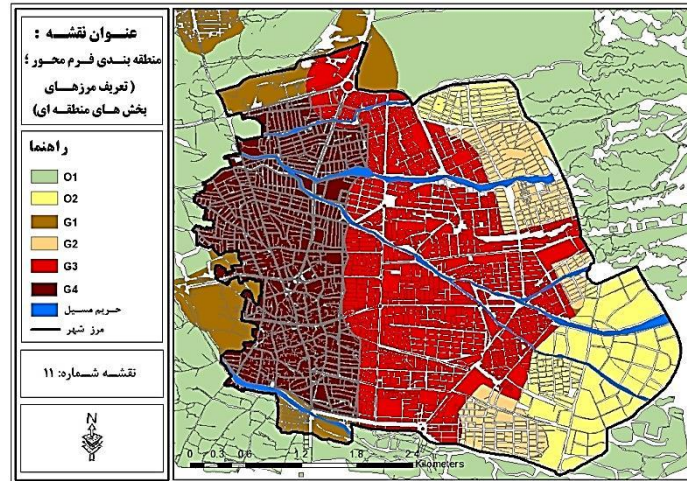 عنوان نقشه :
منطقه بندی فرم محور ؛
( تعریف مرزهای
بخش های منطقه ای)
راهنما
O1
O2
G1
G2
G3
G4
حریم مسیل
مرز شهر
نقشه شماره: ۱۱
N
0 0.3 0.6 1.2 1.8 2.4
Kilometers